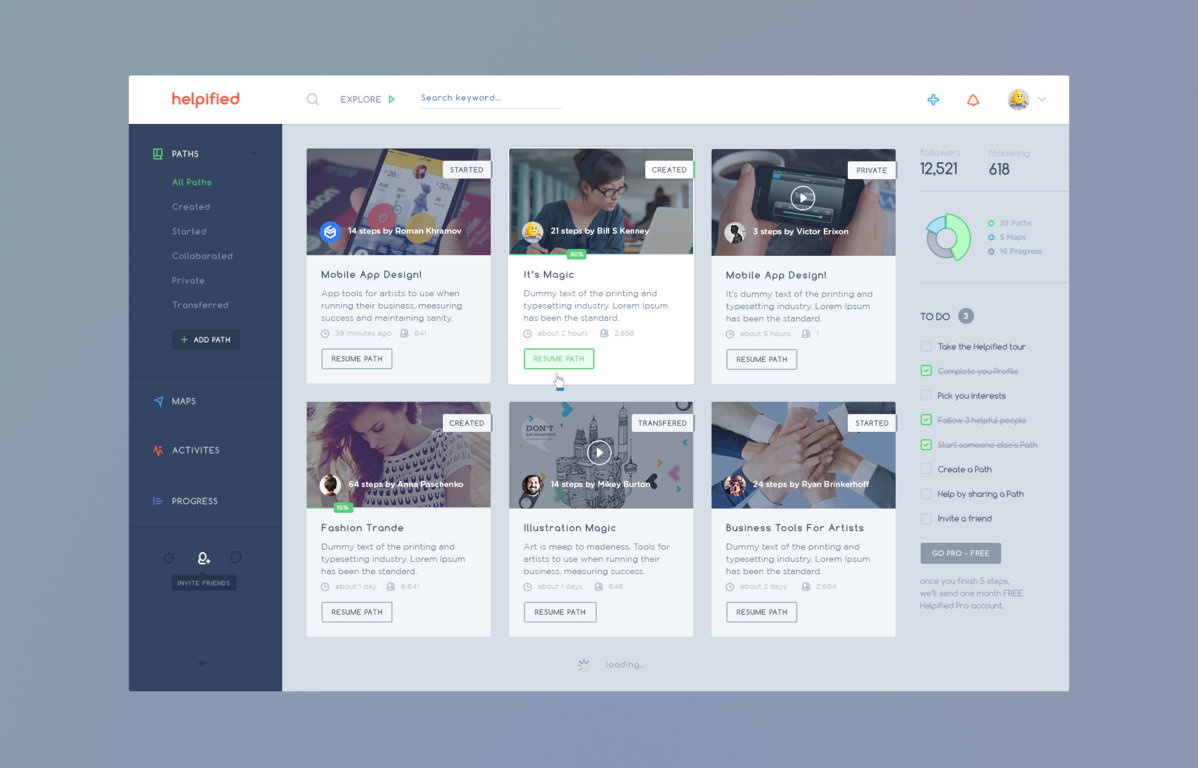 helpified
EXPLORE
Search keyword...
PATHS
All Paths
Created
Started
Collaborated
Private
Transferred
+ ADD PATH
MAPS
ACTIVITES
PROGRESS
INVITE FRIENDS
STARTED
14 steps by Roman Khramov
Mobile App Design!
App tools for artists to use when
running their business, measuring
success and maintaning sanity.
39 minutes ago 641
RESUME PATH
CREATED
21 steps by Bill S Kenney
30%
It's Magic
Dummy text of the printing and
typesetting industry. Lorem Ipsum
has been the standard.
about 2 hours 2,698
RESUME PATH
PRIVATE
3 steps by Victor Erixon
Mobile App Design!
It's dummy text of the printing and
typesetting industry. Lorem Ipsum
has been the standard.
about 5 hours 1
RESUME PATH
CREATED
64 steps by Anna Paschenko
15%
Fashion Trande
Dummy text of the printing and
typesetting industry. Lorem Ipsum
has been the standard.
about 1 day 6,641
RESUME PATH
TRANSFERED
DON'T
14 steps by Mikey Burton
Illustration Magic
Art is meep to madeness. Tools for
artists to use when running their
business, measuring success.
about 1 days 648
RESUME PATH
STARTED
24 steps by Ryan Brinkerhoff
Business Tools For Artists
Dummy text of the printing and
typesetting industry. Lorem Ipsum
has been the standard.
about 2 days 2,884
RESUME PATH
loading...
followers following
12,521 618
25 Paths
5 Maps
16 Progress
TO DO 3
Take the Helpified tour
Complete you Profile
Pick you interests
Follow 3 helpful people
Start someone else's Path
Create a Path
Help by sharing a Path
Invite a friend
GO PRO - FREE
once you finish 5 steps,
we'll send one month FREE
Helpified Pro account.